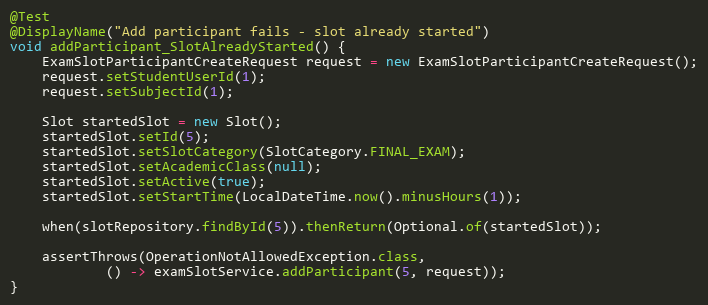 @Test
@DisplayName("Add participant fails - slot already started")
void addParticipant_SlotAlreadyStarted() {
    ExamSlotParticipantCreateRequest request = new ExamSlotParticipantCreateRequest();
    request.setStudentUserId(1);
    request.setSubjectId(1);

    Slot startedSlot = new Slot();
    startedSlot.setId(5);
    startedSlot.setSlotCategory(SlotCategory.FINAL_EXAM);
    startedSlot.setAcademicClass(null);
    startedSlot.setActive(true);
    startedSlot.setStartTime(LocalDateTime.now().minusHours(1));

    when(slotRepository.findById(5)).thenReturn(Optional.of(startedSlot));

    assertThrows(OperationNotAllowedException.class,
            () -> examSlotService.addParticipant(5, request));
}